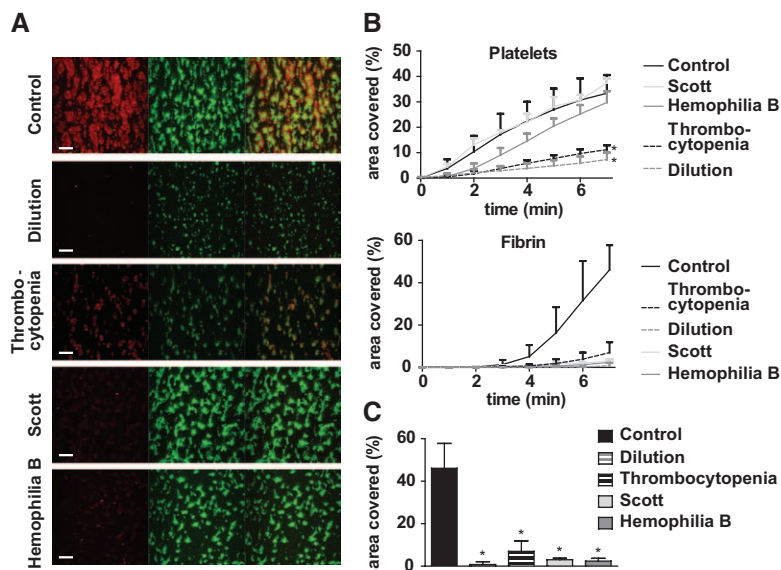 A
Control
Dilution
Thrombo-
cytopenia
Scott
Hemophilia B
B
Platelets
area covered (%)
50
40
30
20
10
0
0
2
4
6
time (min)
*
*
Control
Scott
Hemophilia B
Thrombo-
cytopenia
Dilution
Fibrin
area covered (%)
60
40
20
0
0
2
4
6
time (min)
Control
Thrombo-
cytopenia
Dilution
Scott
Hemophilia B
C
area covered (%)
60
40
20
0
*
*
*
*
Control
Dilution
Thrombocytopenia
Scott
Hemophilia B